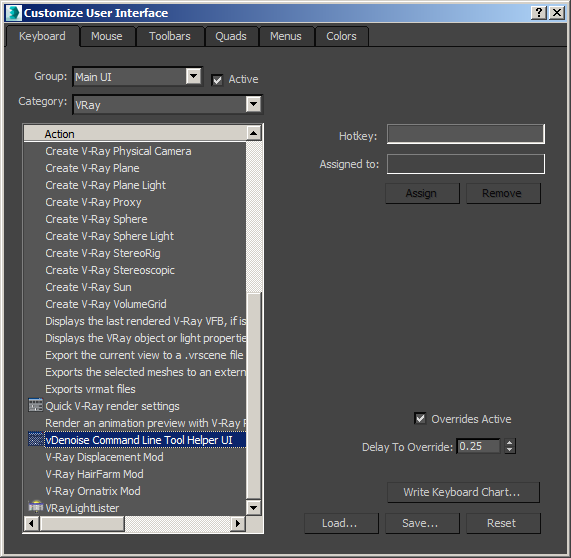 Customize User Interface
Keyboard Mouse Toolbars Quads Menus Colors
Group: Main UI Active
Category: VRay
Action
Create V-Ray Physical Camera
Create V-Ray Plane
Create V-Ray Plane Light
Create V-Ray Proxy
Create V-Ray Sphere
Create V-Ray Sphere Light
Create V-Ray StereoRig
Create V-Ray Stereoscopic
Create V-Ray Sun
Create V-Ray VolumeGrid
Displays the last rendered V-Ray VFB, if is
Displays the VRay object or light propertie
Export the current view to a .vrscene file
Exports the selected meshes to an extern
Exports vrmat files
Quick V-Ray render settings
Render an animation preview with V-Ray
vDenoise Command Line Tool Helper UI
V-Ray Displacement Mod
V-Ray HairFarm Mod
V-Ray Ornatrix Mod
VRayLightLister
Hotkey:
Assigned to:
Assign Remove
Overrides Active
Delay To Override: 0.25
Write Keyboard Chart...
Load... Save... Reset